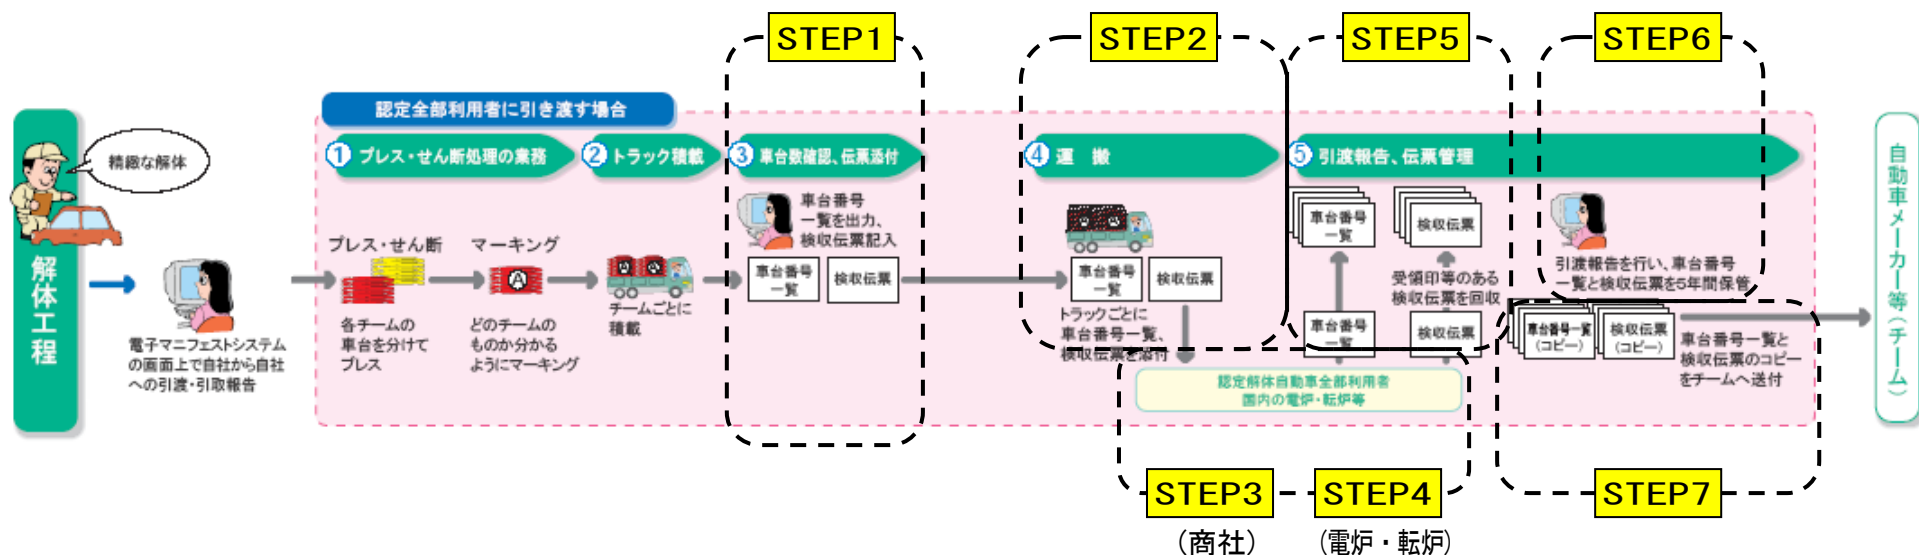 STEP1
STEP2
STEP5
STEP6
認定全部利用者に引き渡す場合
精緻な解体
解体工程
電子マニフェストシステム
の画面上で自社から自社
への引渡・引取報告
① プレス・せん断処理の業務
② トラック積載
③ 車台数確認、伝票添付
④ 運 搬
⑤ 引渡報告、伝票管理
プレス・せん断
各チームの
車台を分けて
プレス
マーキング
A
どのチームの
ものか分かる
ようにマーキング
A A
チームごとに
積載
車台番号
一覧を出力、
検収伝票記入
車台番号
一覧
検収伝票
A A
車台番号
一覧
検収伝票
トラックごとに
車台番号一覧、
検収伝票を添付
認定解体自動車全部利用者
国内の電炉・転炉等
車台番号
一覧
検収伝票
受領印等のある
検収伝票を回収
車台番号
一覧
検収伝票
引渡報告を行い、車台番号
一覧と検収伝票を5年間保管
車台番号一覧
(コピー)
検収伝票
(コピー)
車台番号一覧と
検収伝票のコピー
をチームへ送付
自動車メーカー等(チーム)
STEP3
STEP4
STEP7
(商社)
(電炉・転炉)